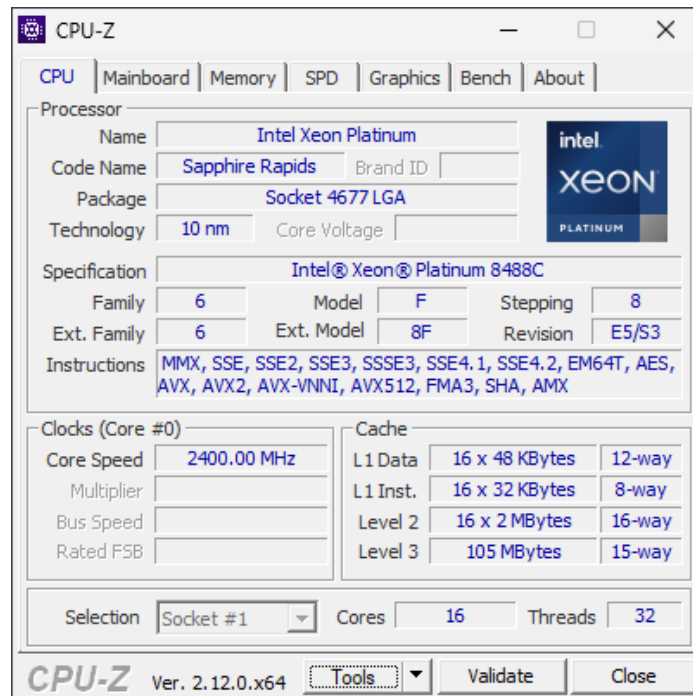 CPU-Z
CPU Mainboard Memory SPD Graphics Bench About
Processor
Name Intel Xeon Platinum
Code Name Sapphire Rapids Brand ID
Package Socket 4677 LGA
Technology 10 nm Core Voltage
intel
xeon
PLATINUM
Specification Intel® Xeon® Platinum 8488C
Family 6 Model F Stepping 8
Ext. Family 6 Ext. Model 8F Revision E5/S3
Instructions MMX, SSE, SSE2, SSE3, SSSE3, SSE4.1, SSE4.2, EM64T, AES,
AVX, AVX2, AVX-VNNI, AVX512, FMA3, SHA, AMX
Clocks (Core #0)
Core Speed 2400.00 MHz
Multiplier
Bus Speed
Rated FSB
Cache
L1 Data 16 x 48 KBytes 12-way
L1 Inst. 16 x 32 KBytes 8-way
Level 2 16 x 2 MBytes 16-way
Level 3 105 MBytes 15-way
Selection Socket #1 Cores 16 Threads 32
CPU-Z Ver. 2.12.0.x64 Tools Validate Close